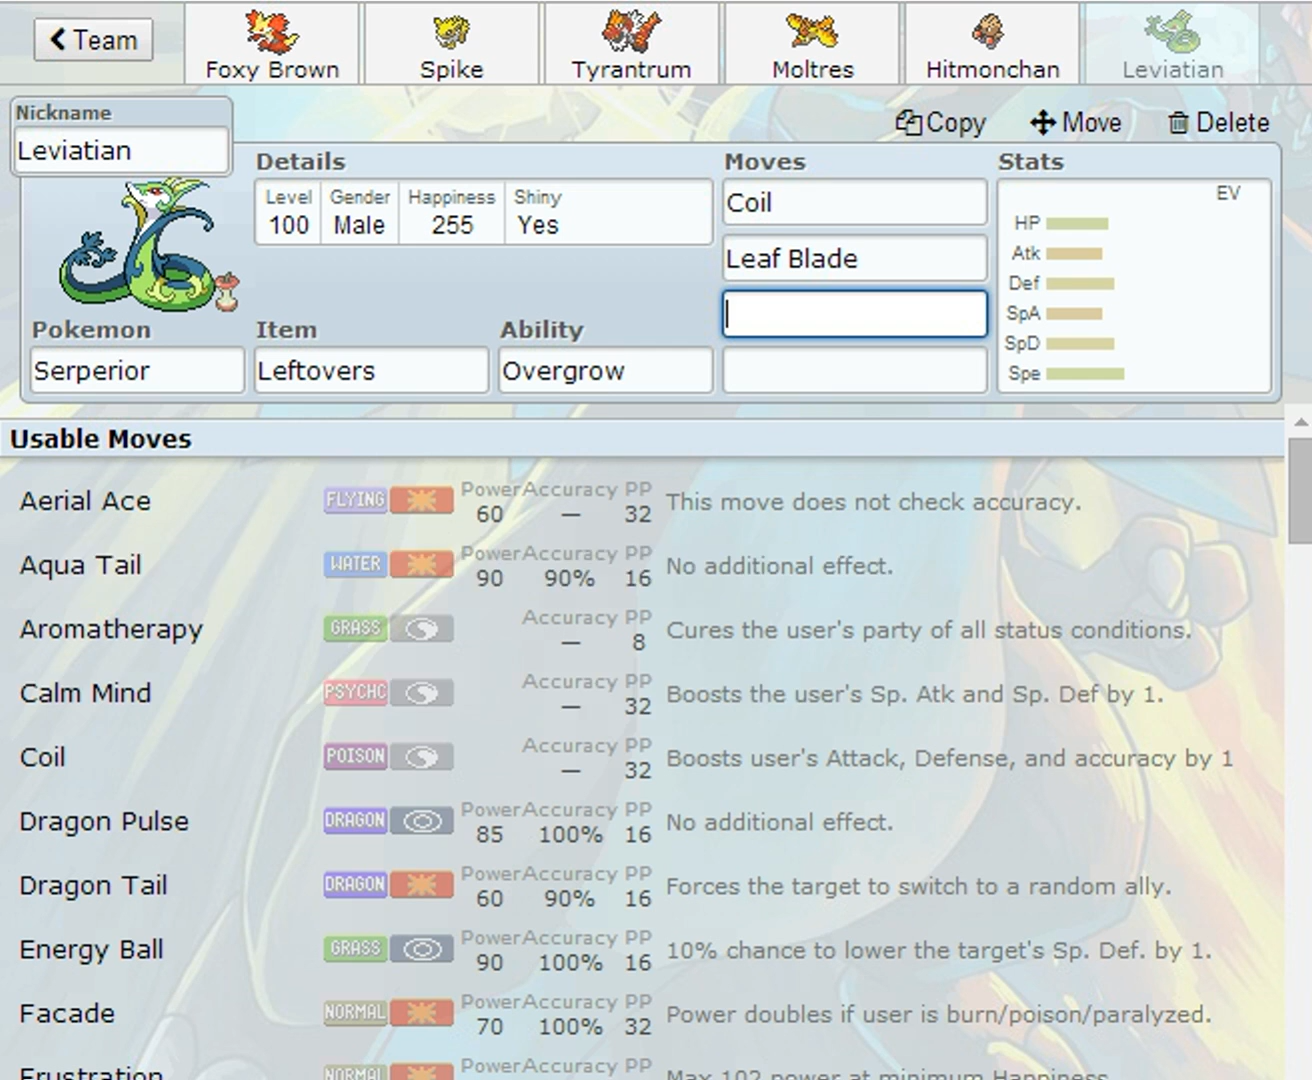 Team
Foxy Brown
Spike
Tyrantrum
Moltres
Hitmonchan
Leviatian
Nickname
Leviatian
Copy
Move
Delete
Details
Level Gender Happiness Shiny
100 Male 255 Yes
Pokemon
Serperior
Item
Leftovers
Ability
Overgrow
Moves
Coil
Leaf Blade
Stats
EV
HP
Atk
Def
SpA
SpD
Spe
Usable Moves
Aerial Ace FLYING Power 60 Accuracy — PP 32 This move does not check accuracy.
Aqua Tail WATER Power 90 Accuracy 90% PP 16 No additional effect.
Aromatherapy GRASS Accuracy — PP 8 Cures the user's party of all status conditions.
Calm Mind PSYCHC Accuracy — PP 32 Boosts the user's Sp. Atk and Sp. Def by 1.
Coil POISON Accuracy — PP 32 Boosts user's Attack, Defense, and accuracy by 1
Dragon Pulse DRAGON Power 85 Accuracy 100% PP 16 No additional effect.
Dragon Tail DRAGON Power 60 Accuracy 90% PP 16 Forces the target to switch to a random ally.
Energy Ball GRASS Power 90 Accuracy 100% PP 16 10% chance to lower the target's Sp. Def. by 1.
Facade NORMAL Power 70 Accuracy 100% PP 32 Power doubles if user is burn/poison/paralyzed.
Frustration NORMAL Power Accuracy PP Max 102 power at minimum Happiness.